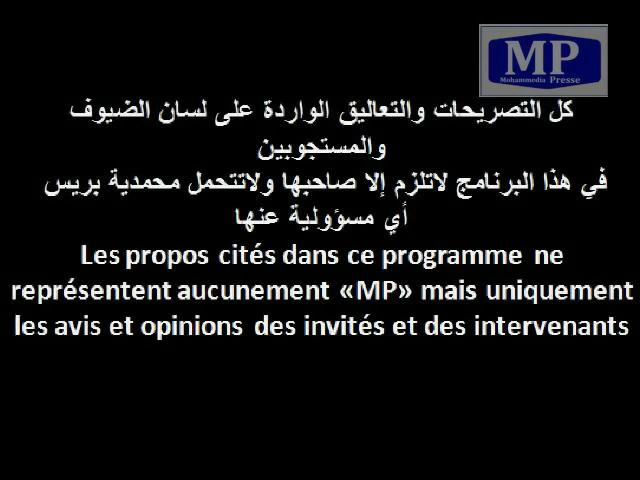 MP
Mohammedia Presse
كل التصريحات والتعاليق الواردة على لسان الضيوف
والمستجوبين
في هذا البرنامج لاتلزم إلا صاحبها ولاتتحمل محمدية بريس
أي مسؤولية عنها
Les propos cités dans ce programme ne
représentent aucunement «MP» mais uniquement
les avis et opinions des invités et des intervenants